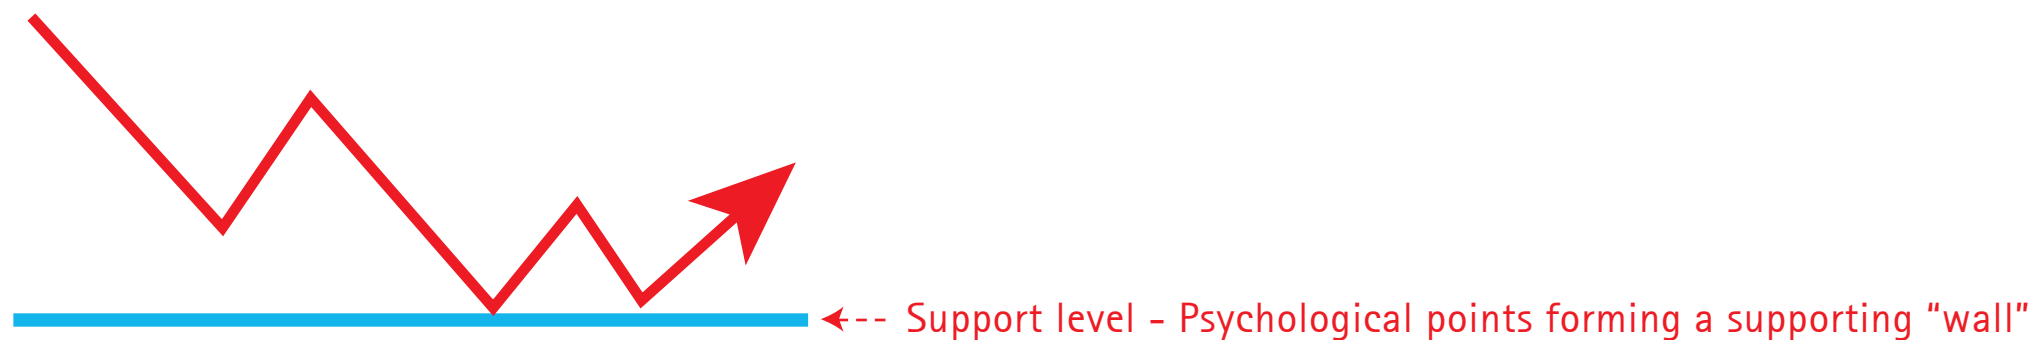 Support level - Psychological points forming a supporting “wall”